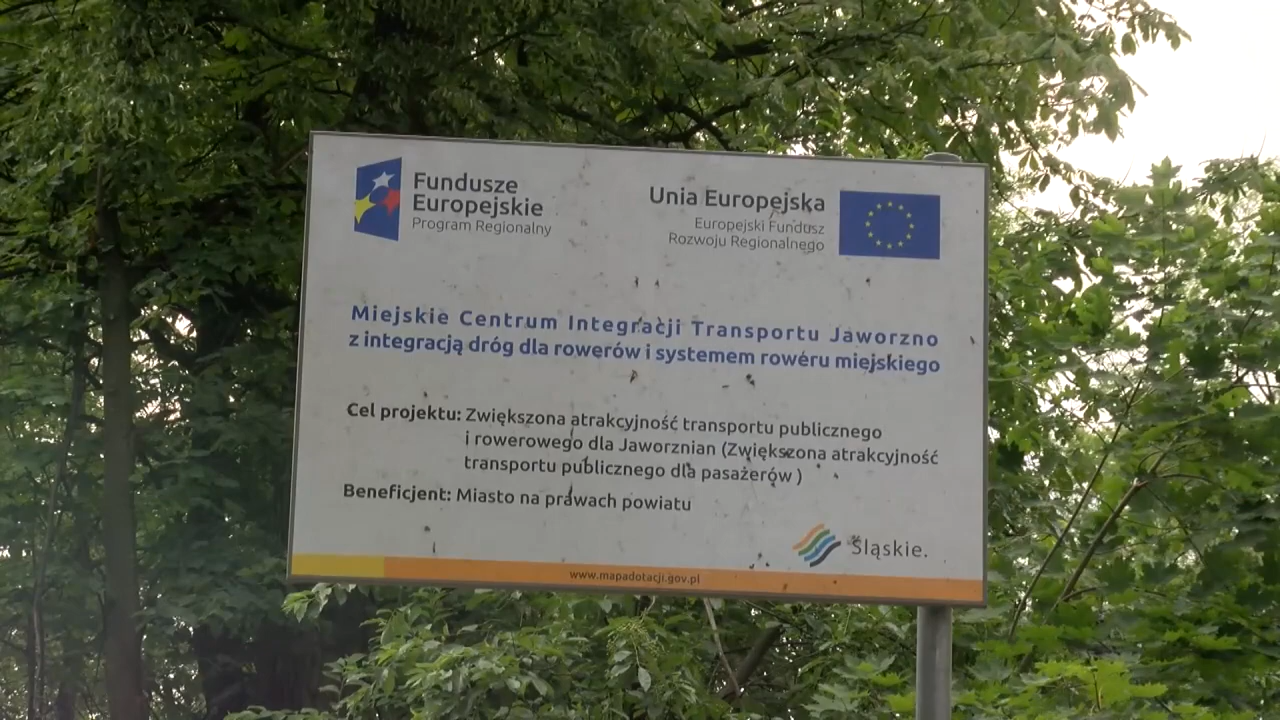 Fundusze
Europejskie
Program Regionalny
Unia Europejska
Europejski Fundusz
Rozwoju Regionalnego
Miejskie Centrum Integracji Transportu Jaworzno
z integracją dróg dla rowerów i systemem roweru miejskiego
Cel projektu: Zwiększona atrakcyjność transportu publicznego
i rowerowego dla Jaworznian (Zwiększona atrakcyjność
transportu publicznego dla pasażerów )
Beneficjent: Miasto na prawach powiatu
Śląskie.
www.mapadotacji.gov.pl